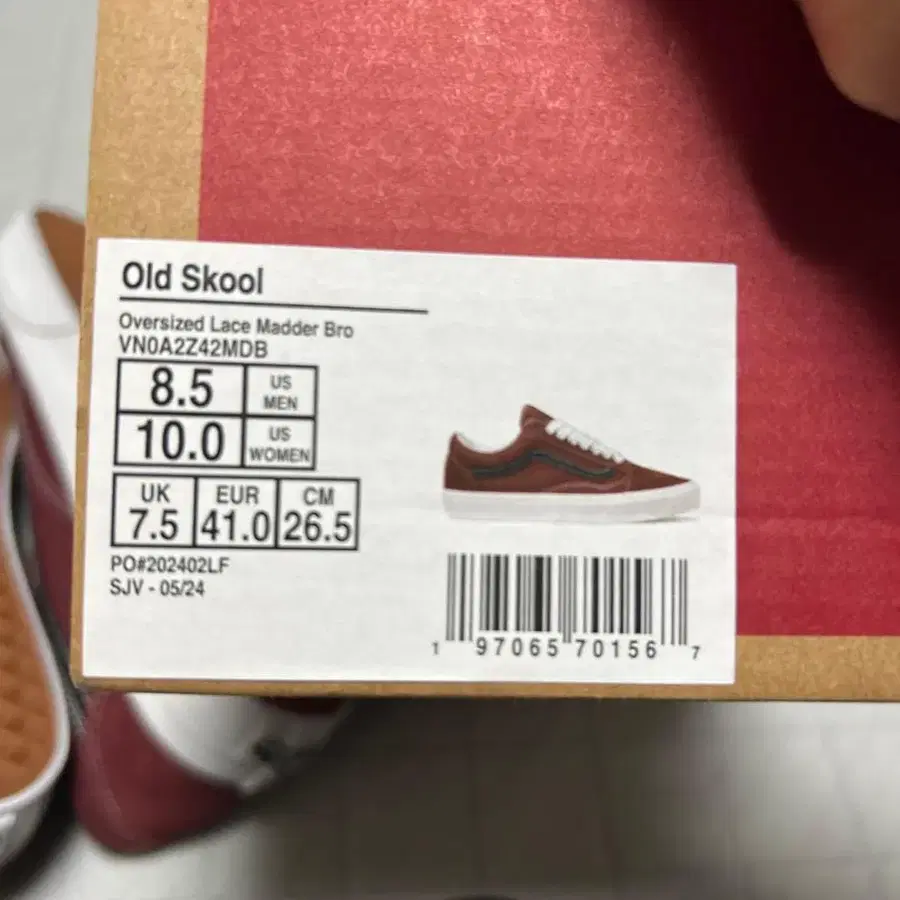 Old Skool
Oversized Lace Madder Bro
VN0A2Z42MDB
8.5 US MEN
10.0 US WOMEN
UK EUR CM
7.5 41.0 26.5
PO#202402LF
SJV - 05/24
1 97065 70156 7